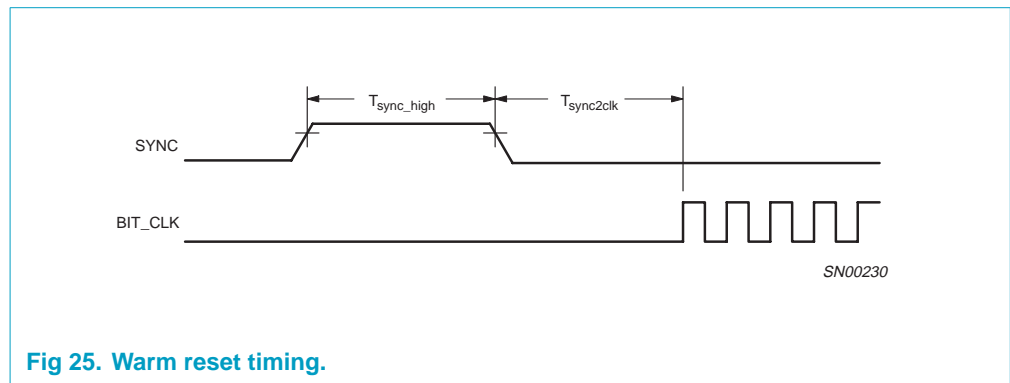 Tsync_high
Tsync2clk
SYNC
BIT_CLK
SN00230
Fig 25. Warm reset timing.